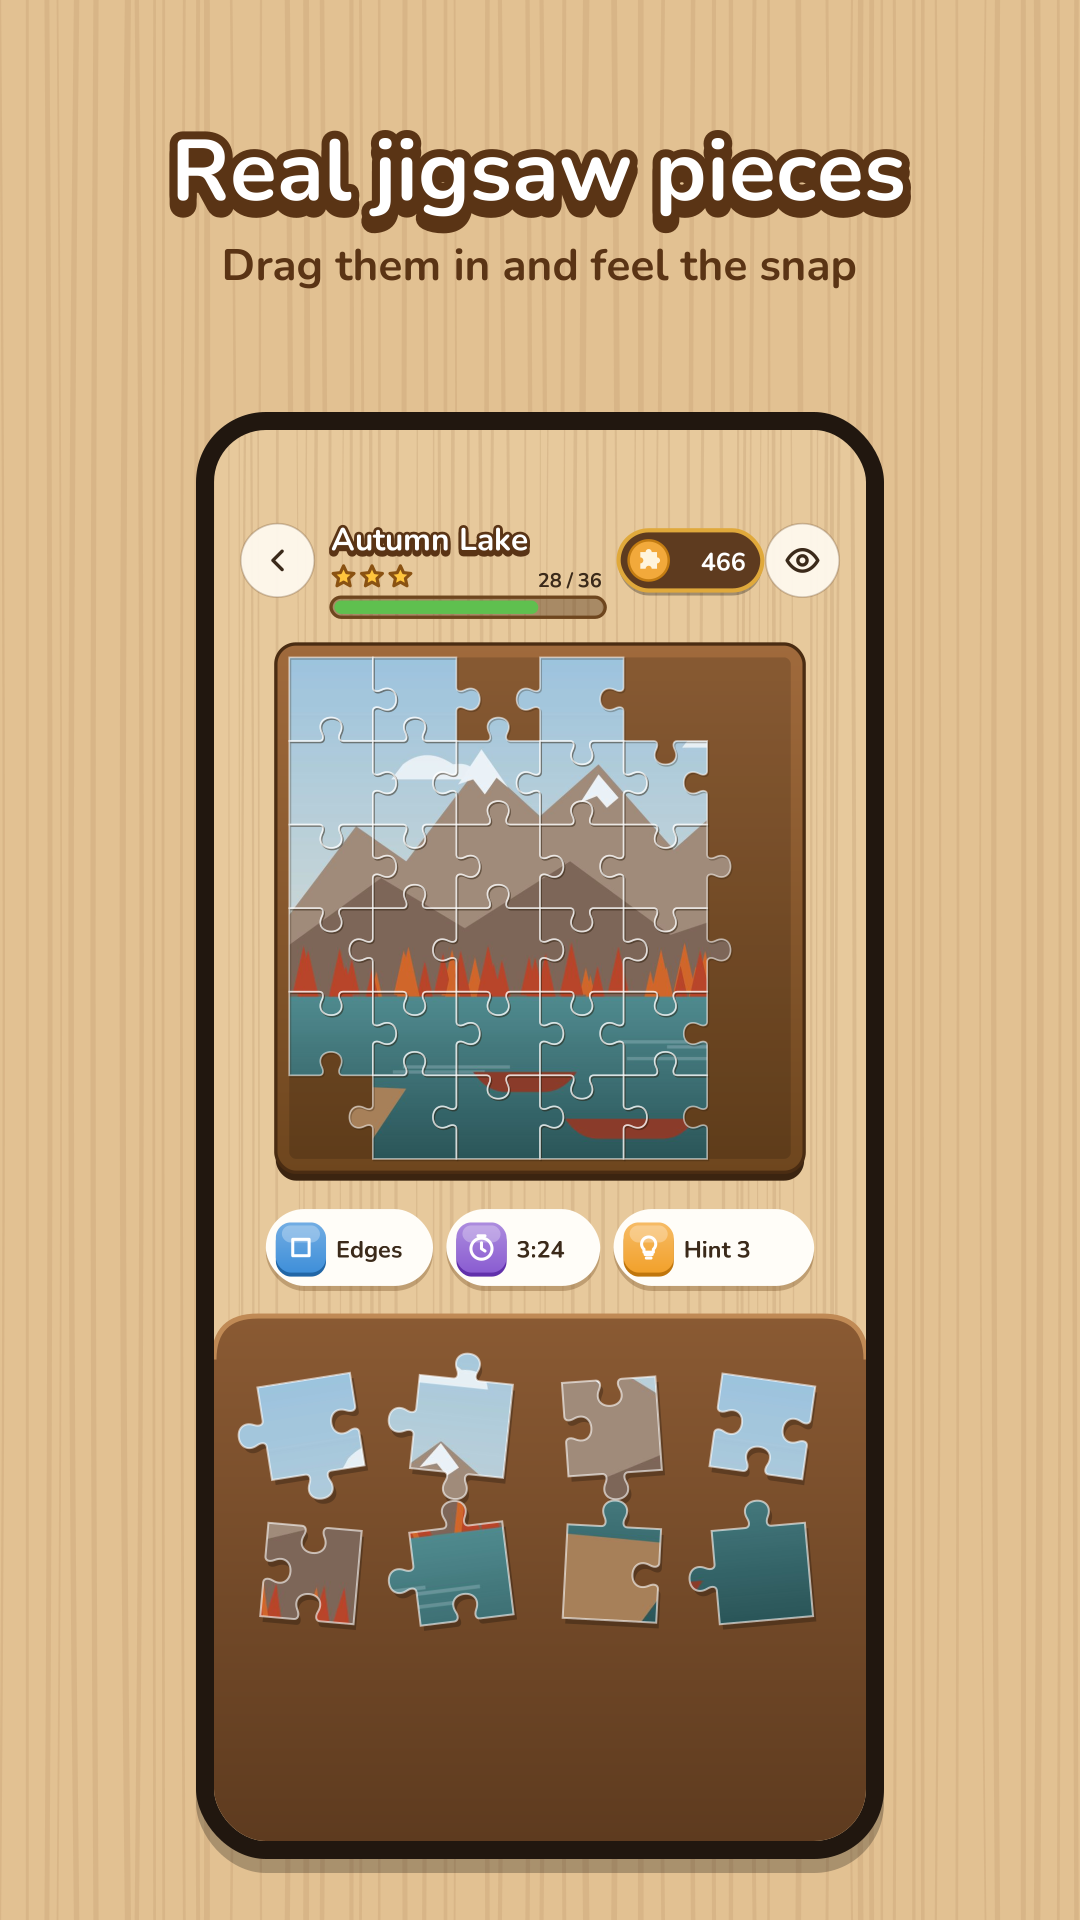 Real jigsaw pieces
Drag them in and feel the snap
Autumn Lake
28 / 36
466
Edges
3:24
Hint 3